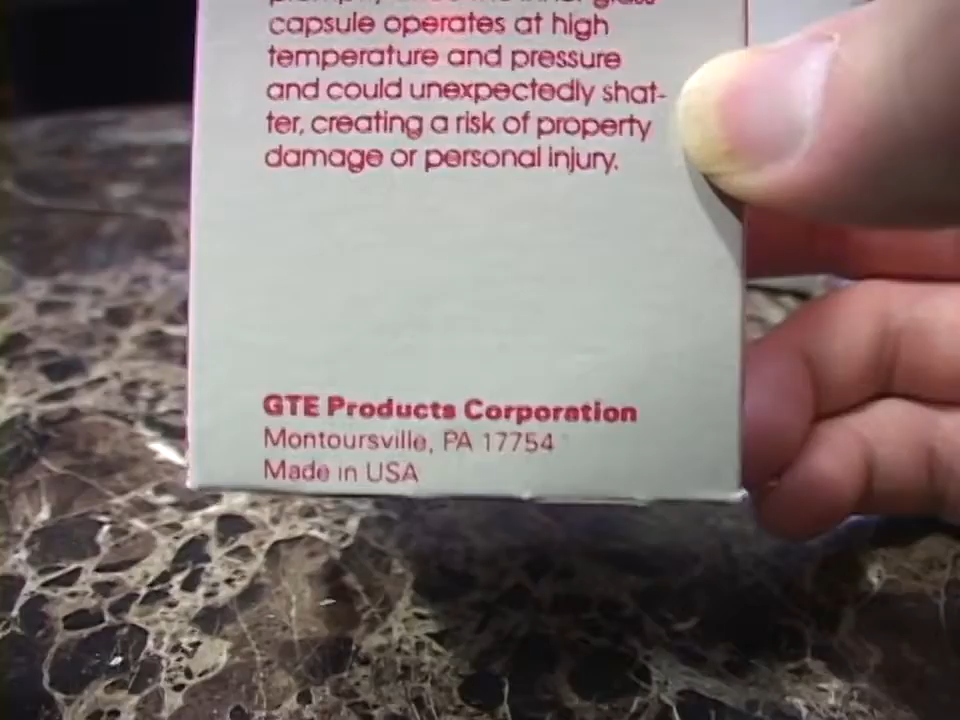 capsule operates at high
temperature and pressure
and could unexpectedly shat-
ter, creating a risk of property
damage or personal injury.
GTE Products Corporation
Montoursville, PA 17754
Made in USA